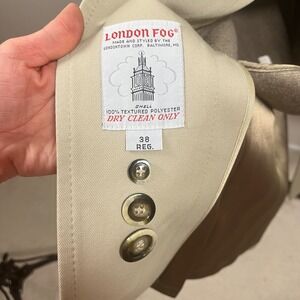 LONDON FOG®
MADE AND STYLED BY THE
LONDONTOWN CORP. BALTIMORE, MD.
SHELL
100% TEXTURED POLYESTER
DRY CLEAN ONLY
38
REG.